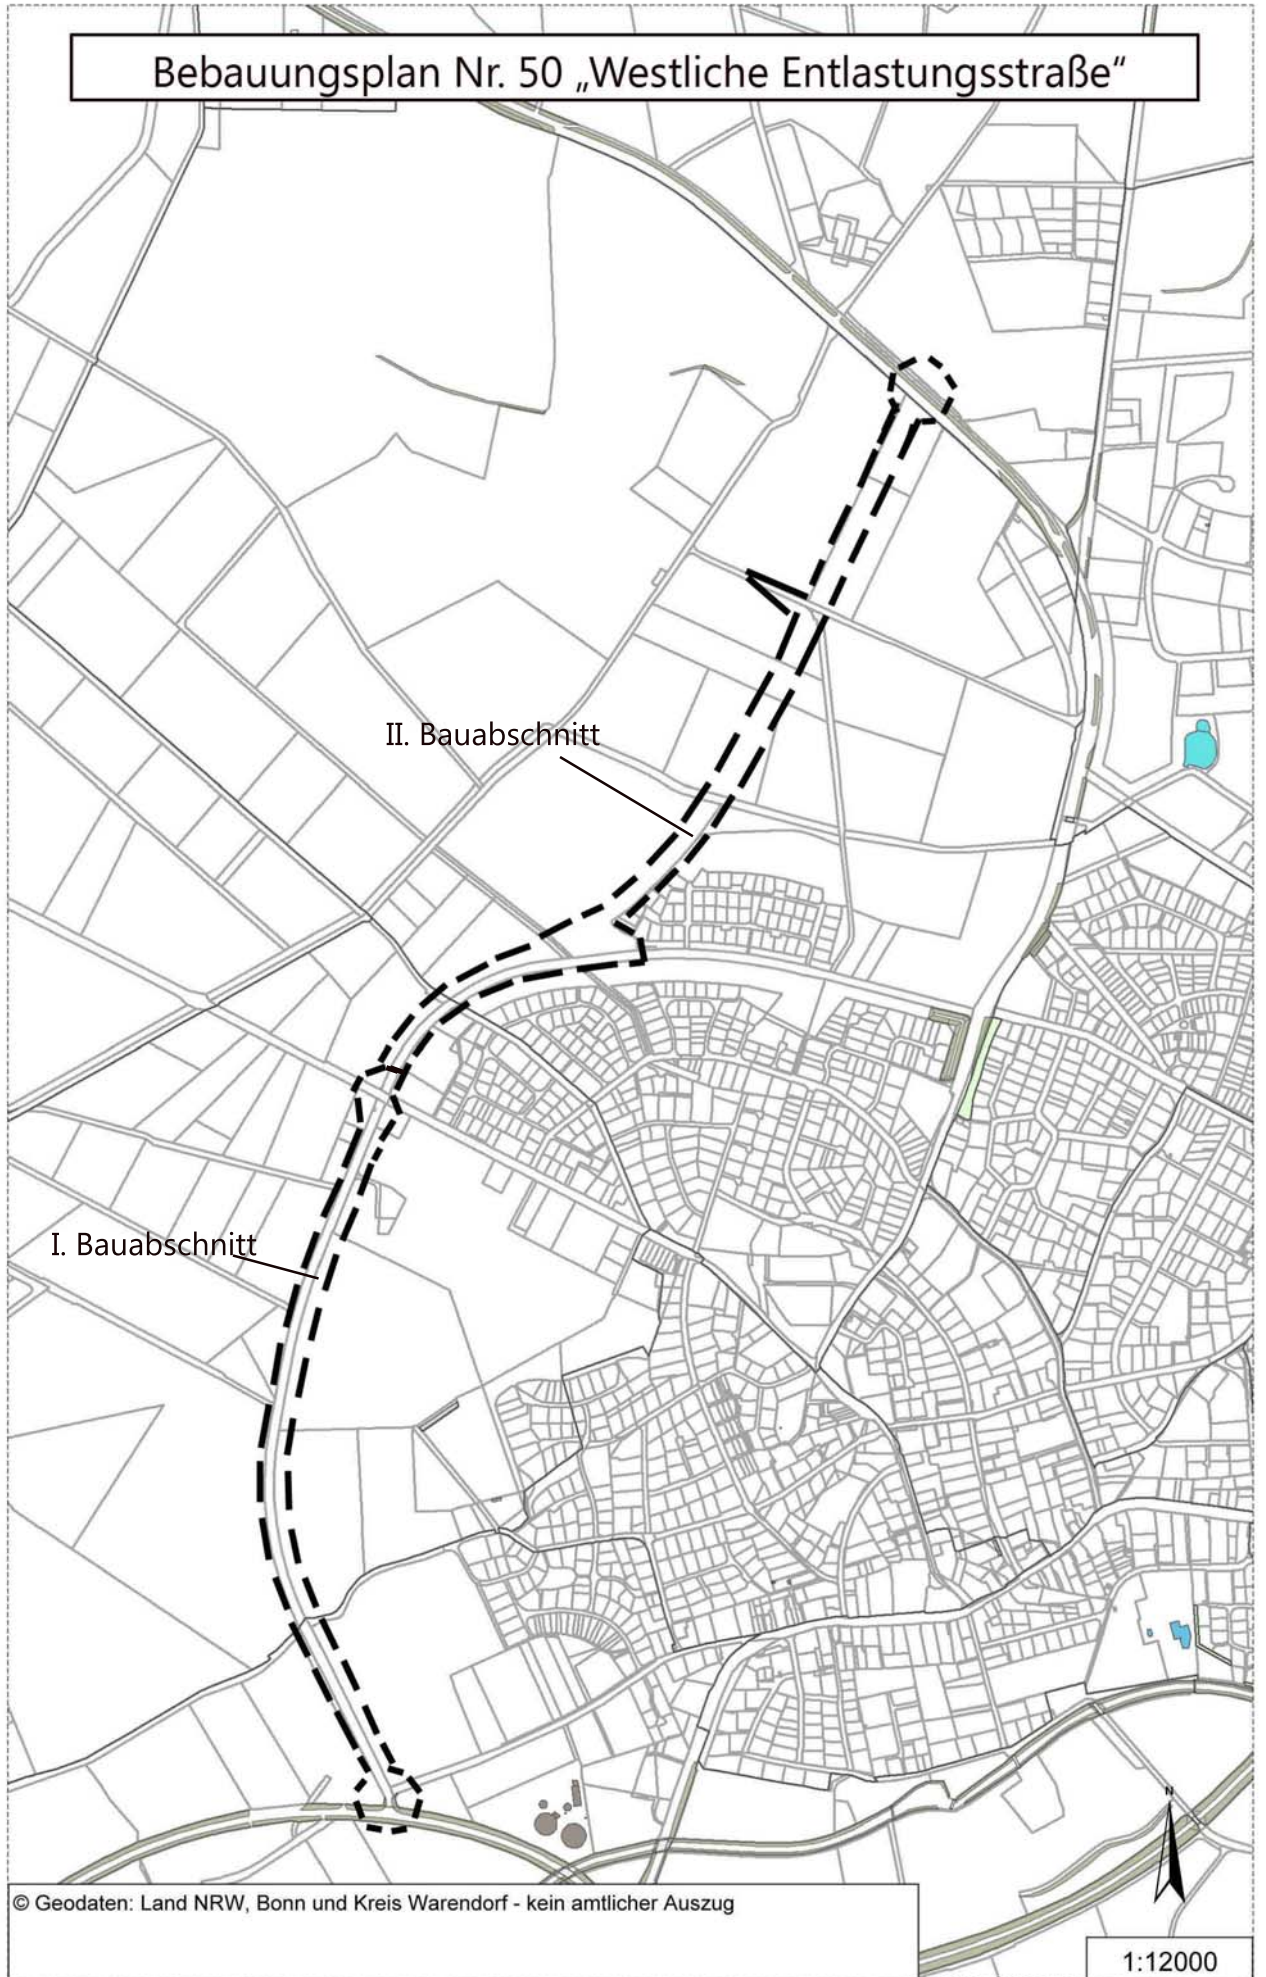 Bebauungsplan Nr. 50 „Westliche Entlastungsstraße“
II. Bauabschnitt
I. Bauabschnitt
N
© Geodaten: Land NRW, Bonn und Kreis Warendorf - kein amtlicher Auszug
1:12000